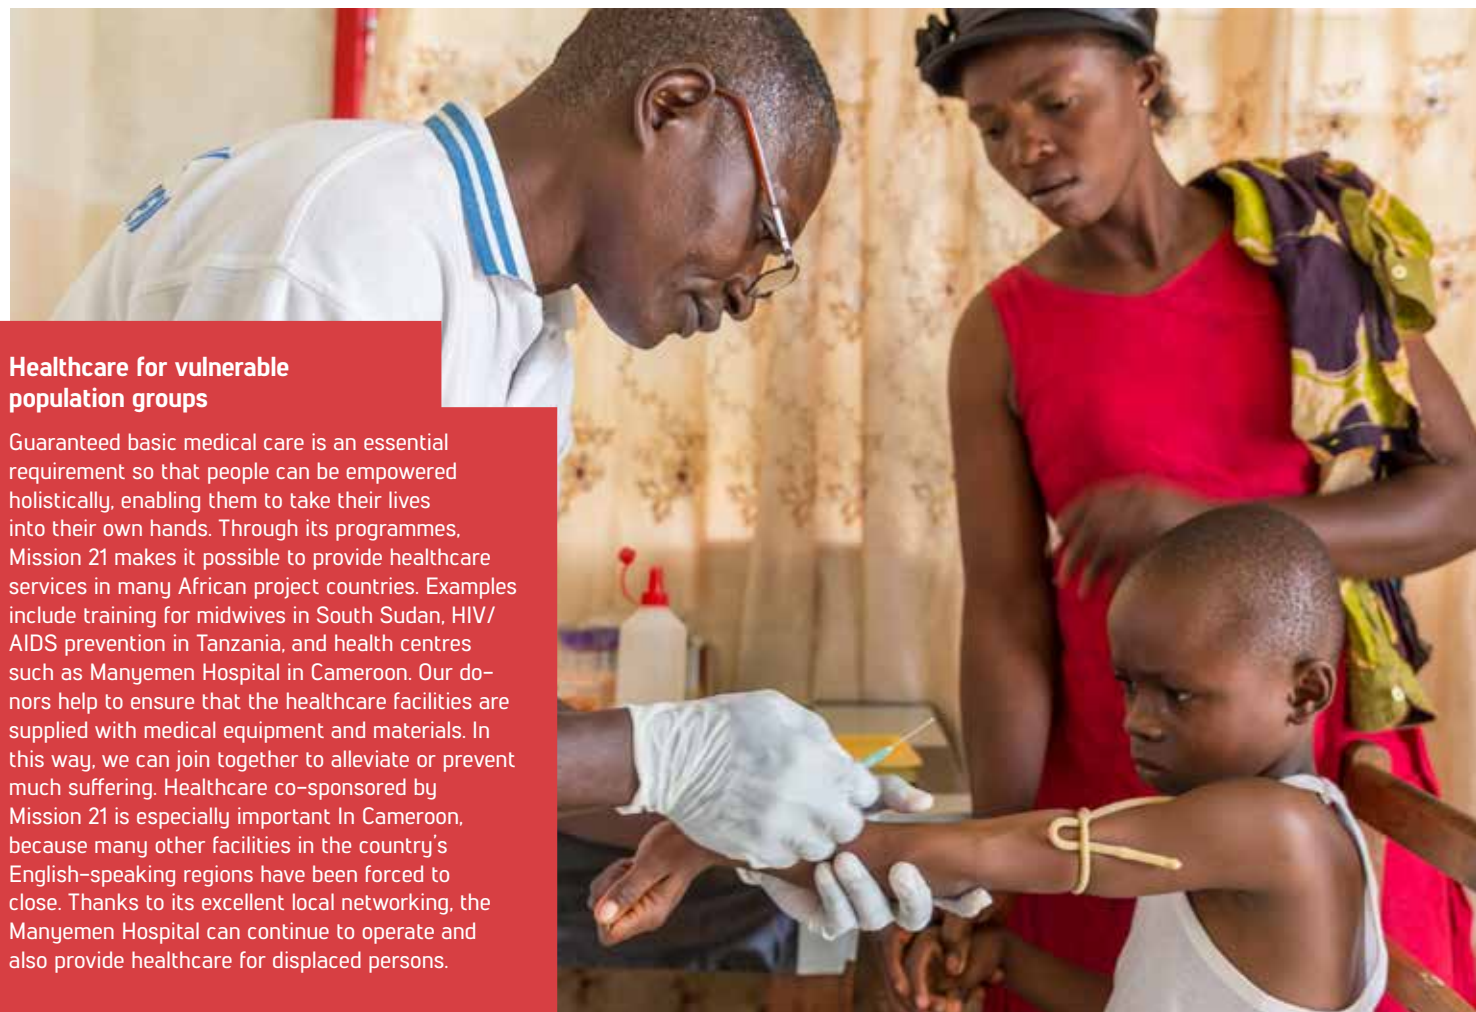 Healthcare for vulnerable
population groups
Guaranteed basic medical care is an essential
requirement so that people can be empowered
holistically, enabling them to take their lives
into their own hands. Through its programmes,
Mission 21 makes it possible to provide healthcare
services in many African project countries. Examples
include training for midwives in South Sudan, HIV/
AIDS prevention in Tanzania, and health centres
such as Manyemen Hospital in Cameroon. Our do-
nors help to ensure that the healthcare facilities are
supplied with medical equipment and materials. In
this way, we can join together to alleviate or prevent
much suffering. Healthcare co-sponsored by
Mission 21 is especially important In Cameroon,
because many other facilities in the country's
English-speaking regions have been forced to
close. Thanks to its excellent local networking, the
Manyemen Hospital can continue to operate and
also provide healthcare for displaced persons.